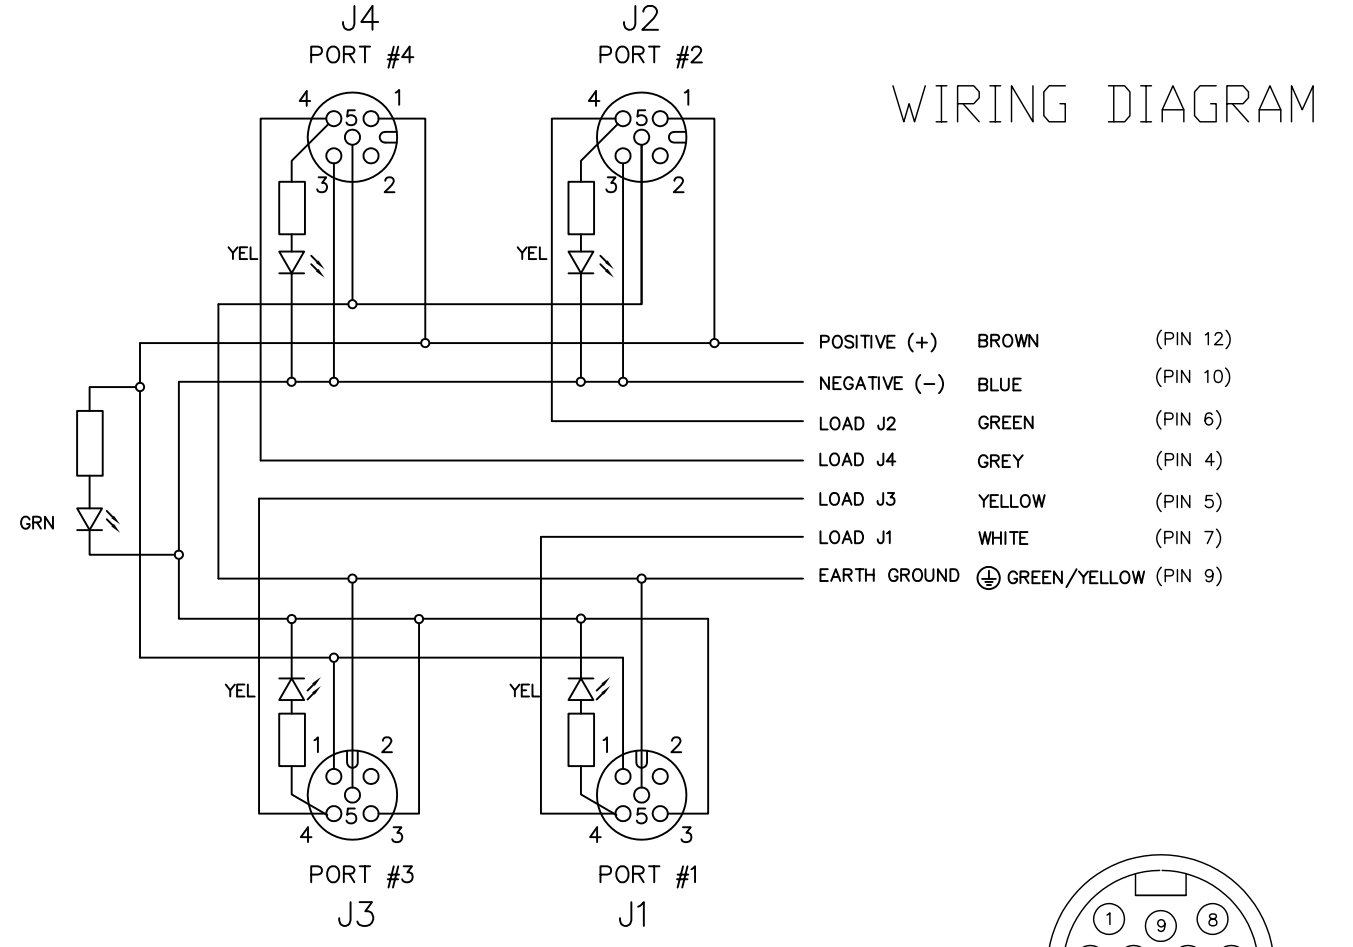 J4 J2
PORT #4 PORT #2
WIRING DIAGRAM
4 1 4 1
5 5
3 2 3 2
YEL YEL
POSITIVE (+) BROWN (PIN 12)
NEGATIVE (−) BLUE (PIN 10)
LOAD J2 GREEN (PIN 6)
LOAD J4 GREY (PIN 4)
LOAD J3 YELLOW (PIN 5)
GRN
LOAD J1 WHITE (PIN 7)
EARTH GROUND GREEN/YELLOW (PIN 9)
YEL YEL
1 2 1 2
5 5
4 3 4 3
PORT #3 PORT #1
J3 J1
1 9 8